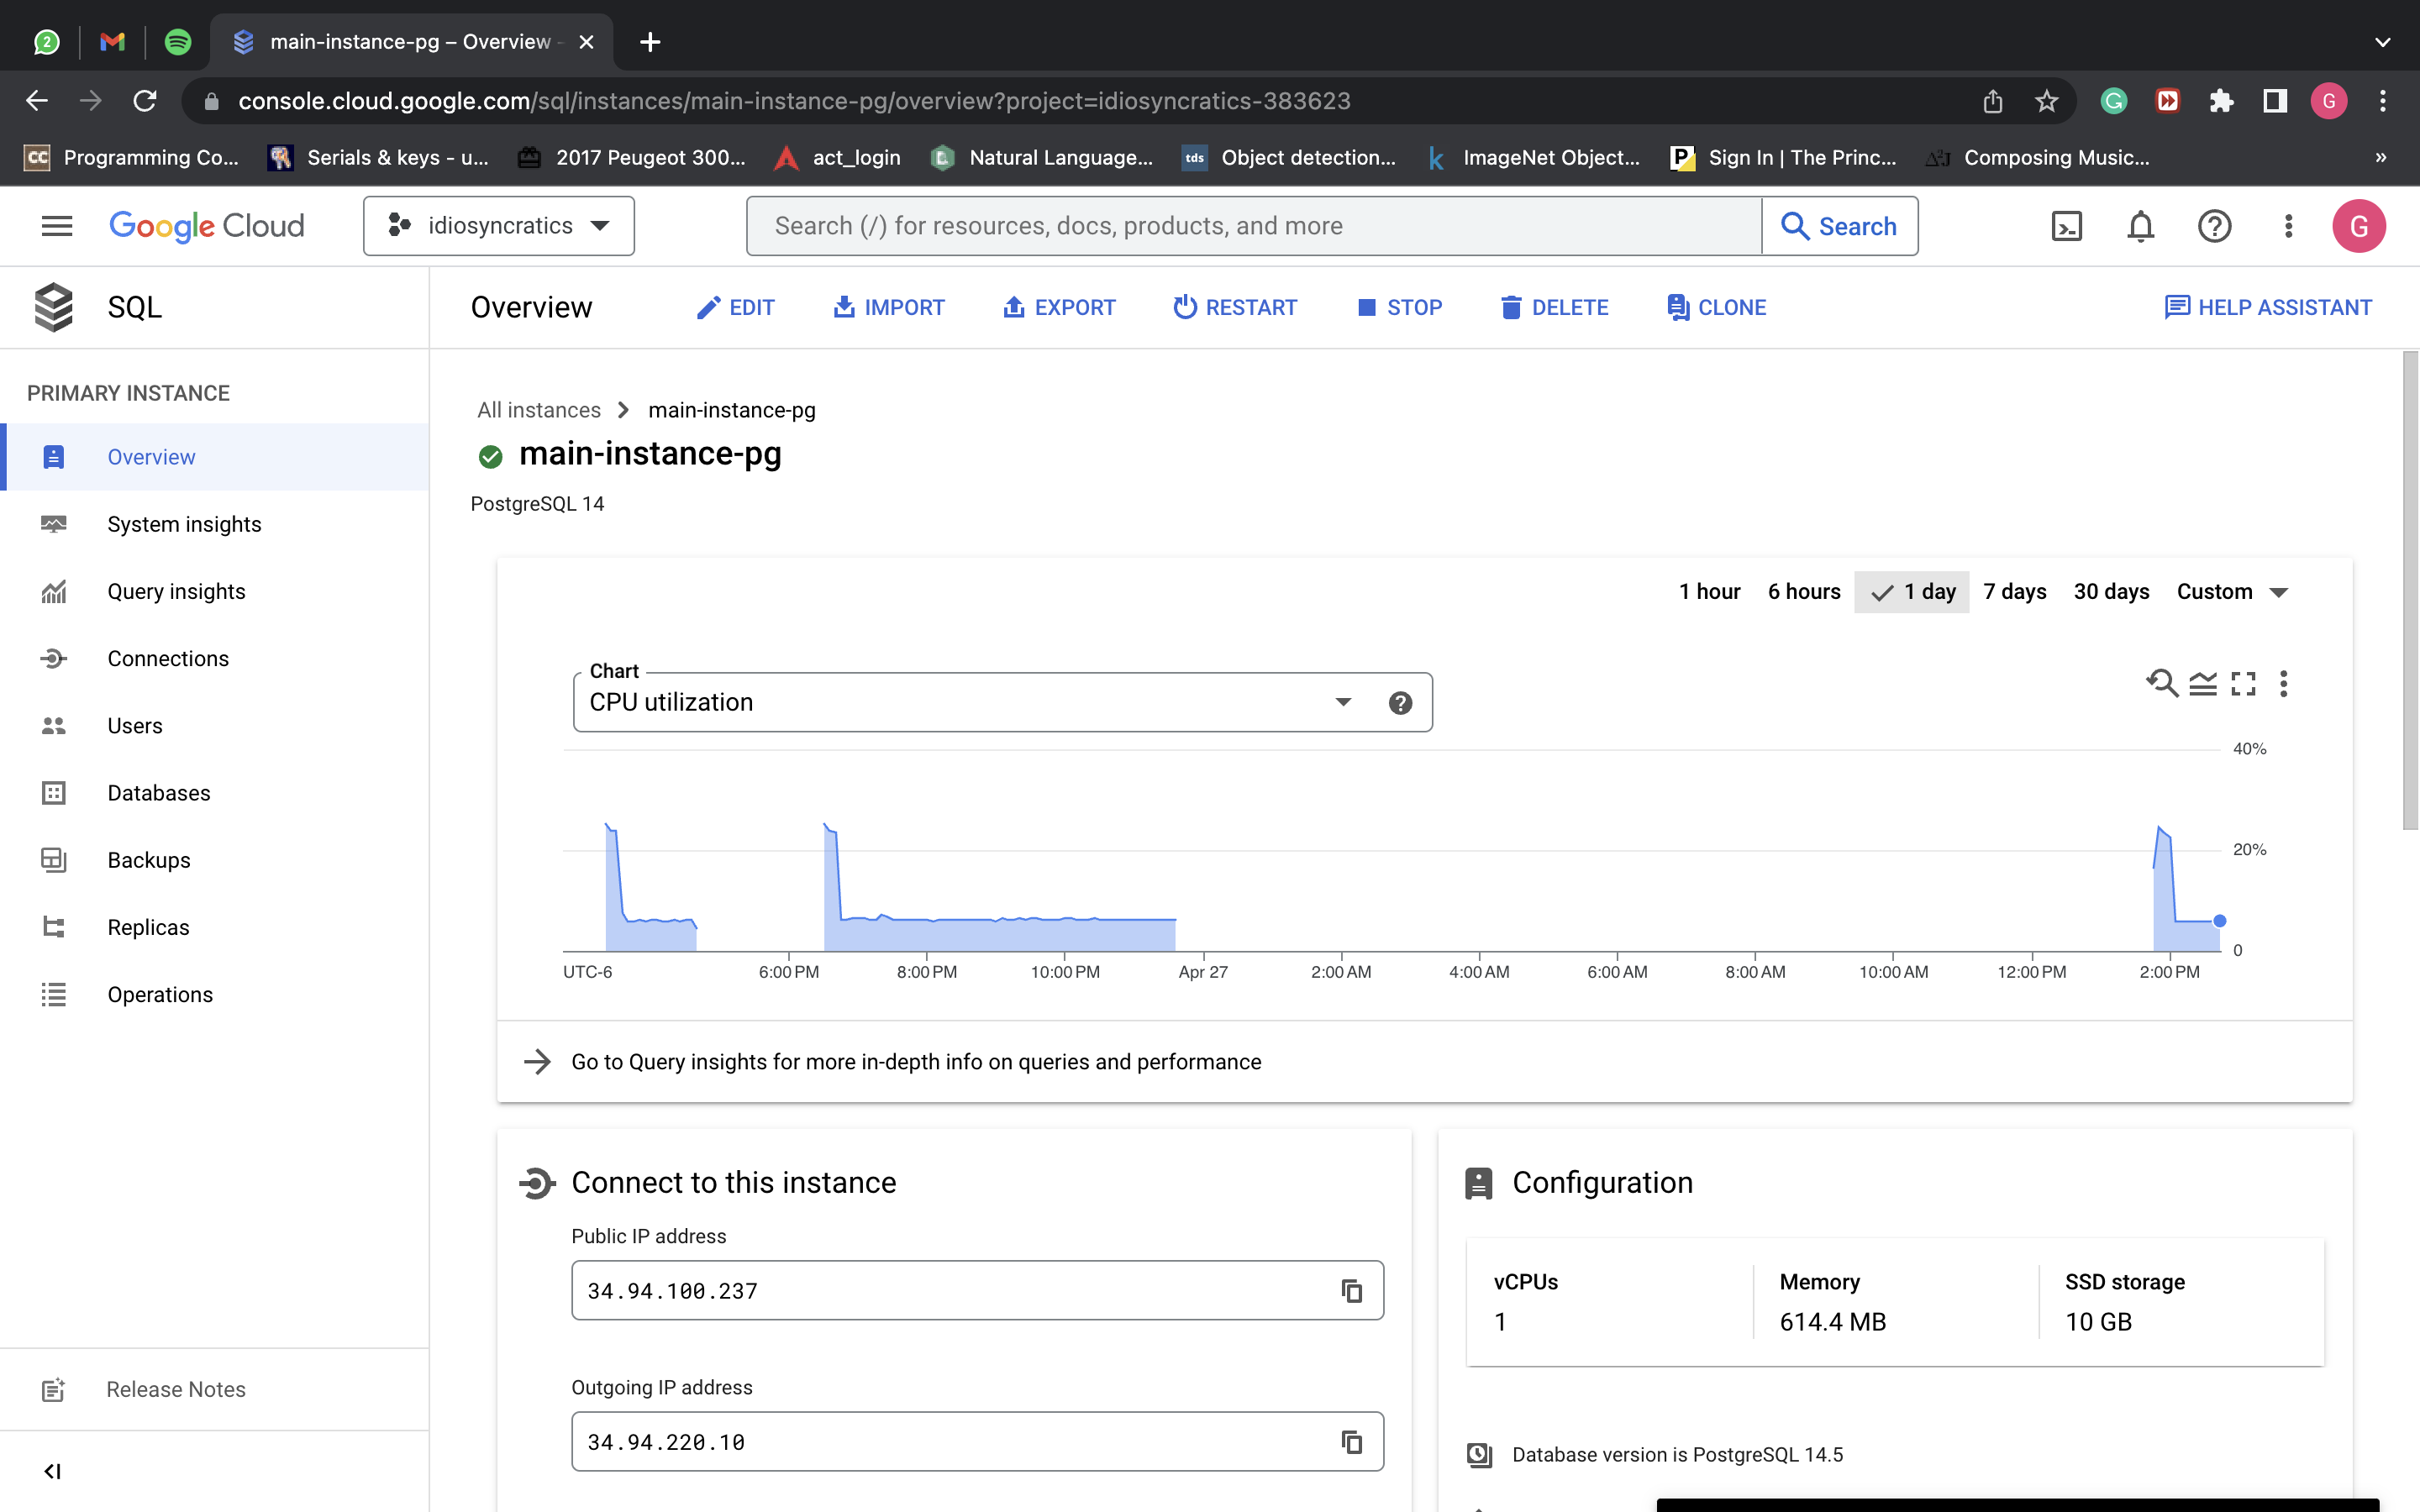 2
main-instance-pg – Overview -
console.cloud.google.com/sql/instances/main-instance-pg/overview?project=idiosyncratics-383623
G
CC Programming Co... Serials & keys - u... 2017 Peugeot 300... act_login Natural Language... tds Object detection... k ImageNet Object... P Sign In | The Princ... Composing Music... »
Google Cloud
idiosyncratics
Search (/) for resources, docs, products, and more
Search
G
SQL
Overview
EDIT IMPORT EXPORT RESTART STOP DELETE CLONE
HELP ASSISTANT
PRIMARY INSTANCE
Overview
System insights
Query insights
Connections
Users
Databases
Backups
Replicas
Operations
Release Notes
All instances main-instance-pg
main-instance-pg
PostgreSQL 14
1 hour 6 hours 1 day 7 days 30 days Custom
Chart
CPU utilization
40%
20%
0
UTC-6 6:00 PM 8:00 PM 10:00 PM Apr 27 2:00 AM 4:00 AM 6:00 AM 8:00 AM 10:00 AM 12:00 PM 2:00 PM
Go to Query insights for more in-depth info on queries and performance
Connect to this instance
Public IP address
34.94.100.237
Outgoing IP address
34.94.220.10
Configuration
vCPUs Memory SSD storage
1 614.4 MB 10 GB
Database version is PostgreSQL 14.5